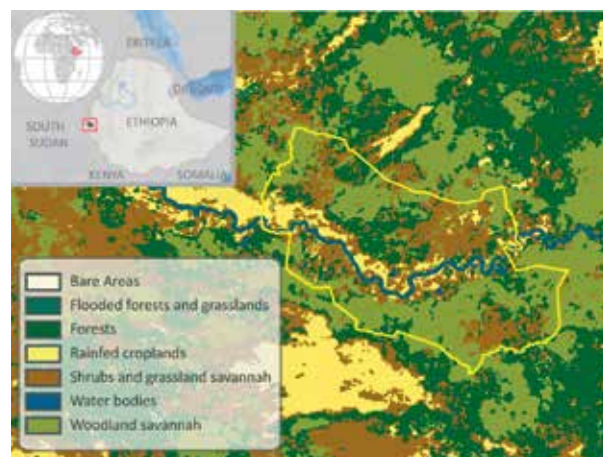 ERITREA
DJIBOUTI
SOUTH
SUDAN
ETHIOPIA
KENYA
SOMALIA
Bare Areas
Flooded forests and grasslands
Forests
Rainfed croplands
Shrubs and grassland savannah
Water bodies
Woodland savannah